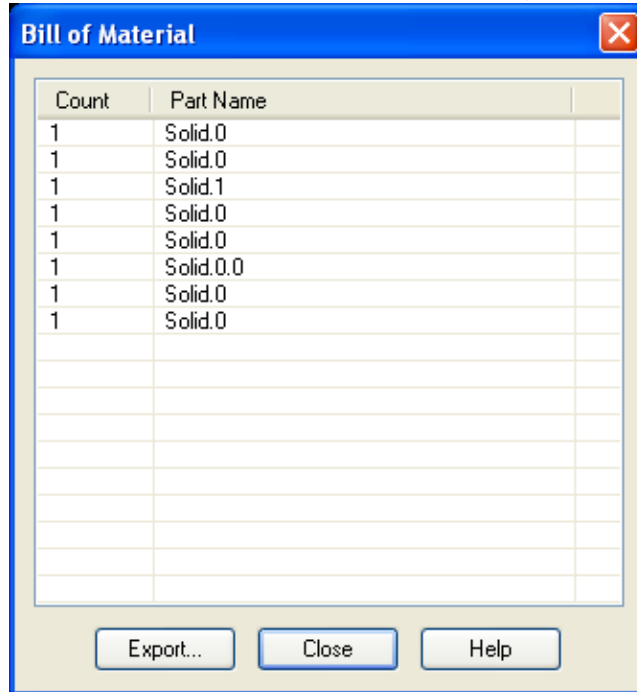 Bill of Material
Count Part Name
1 Solid.0
1 Solid.0
1 Solid.1
1 Solid.0
1 Solid.0
1 Solid.0.0
1 Solid.0
1 Solid.0
Export... Close Help